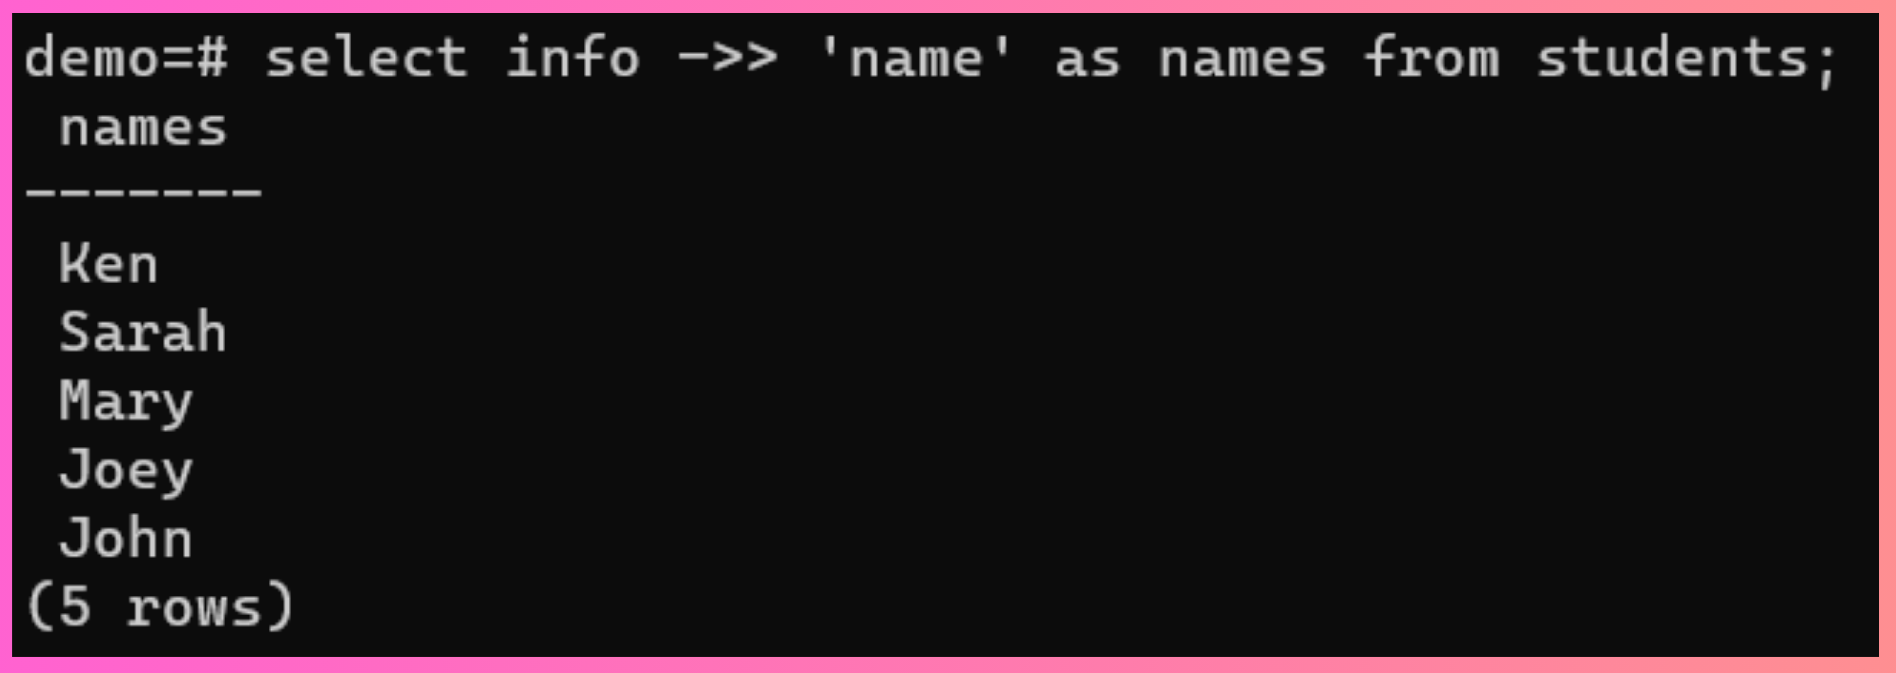 demo=# select info ->> 'name' as names from students;
names
-------
Ken
Sarah
Mary
Joey
John
(5 rows)